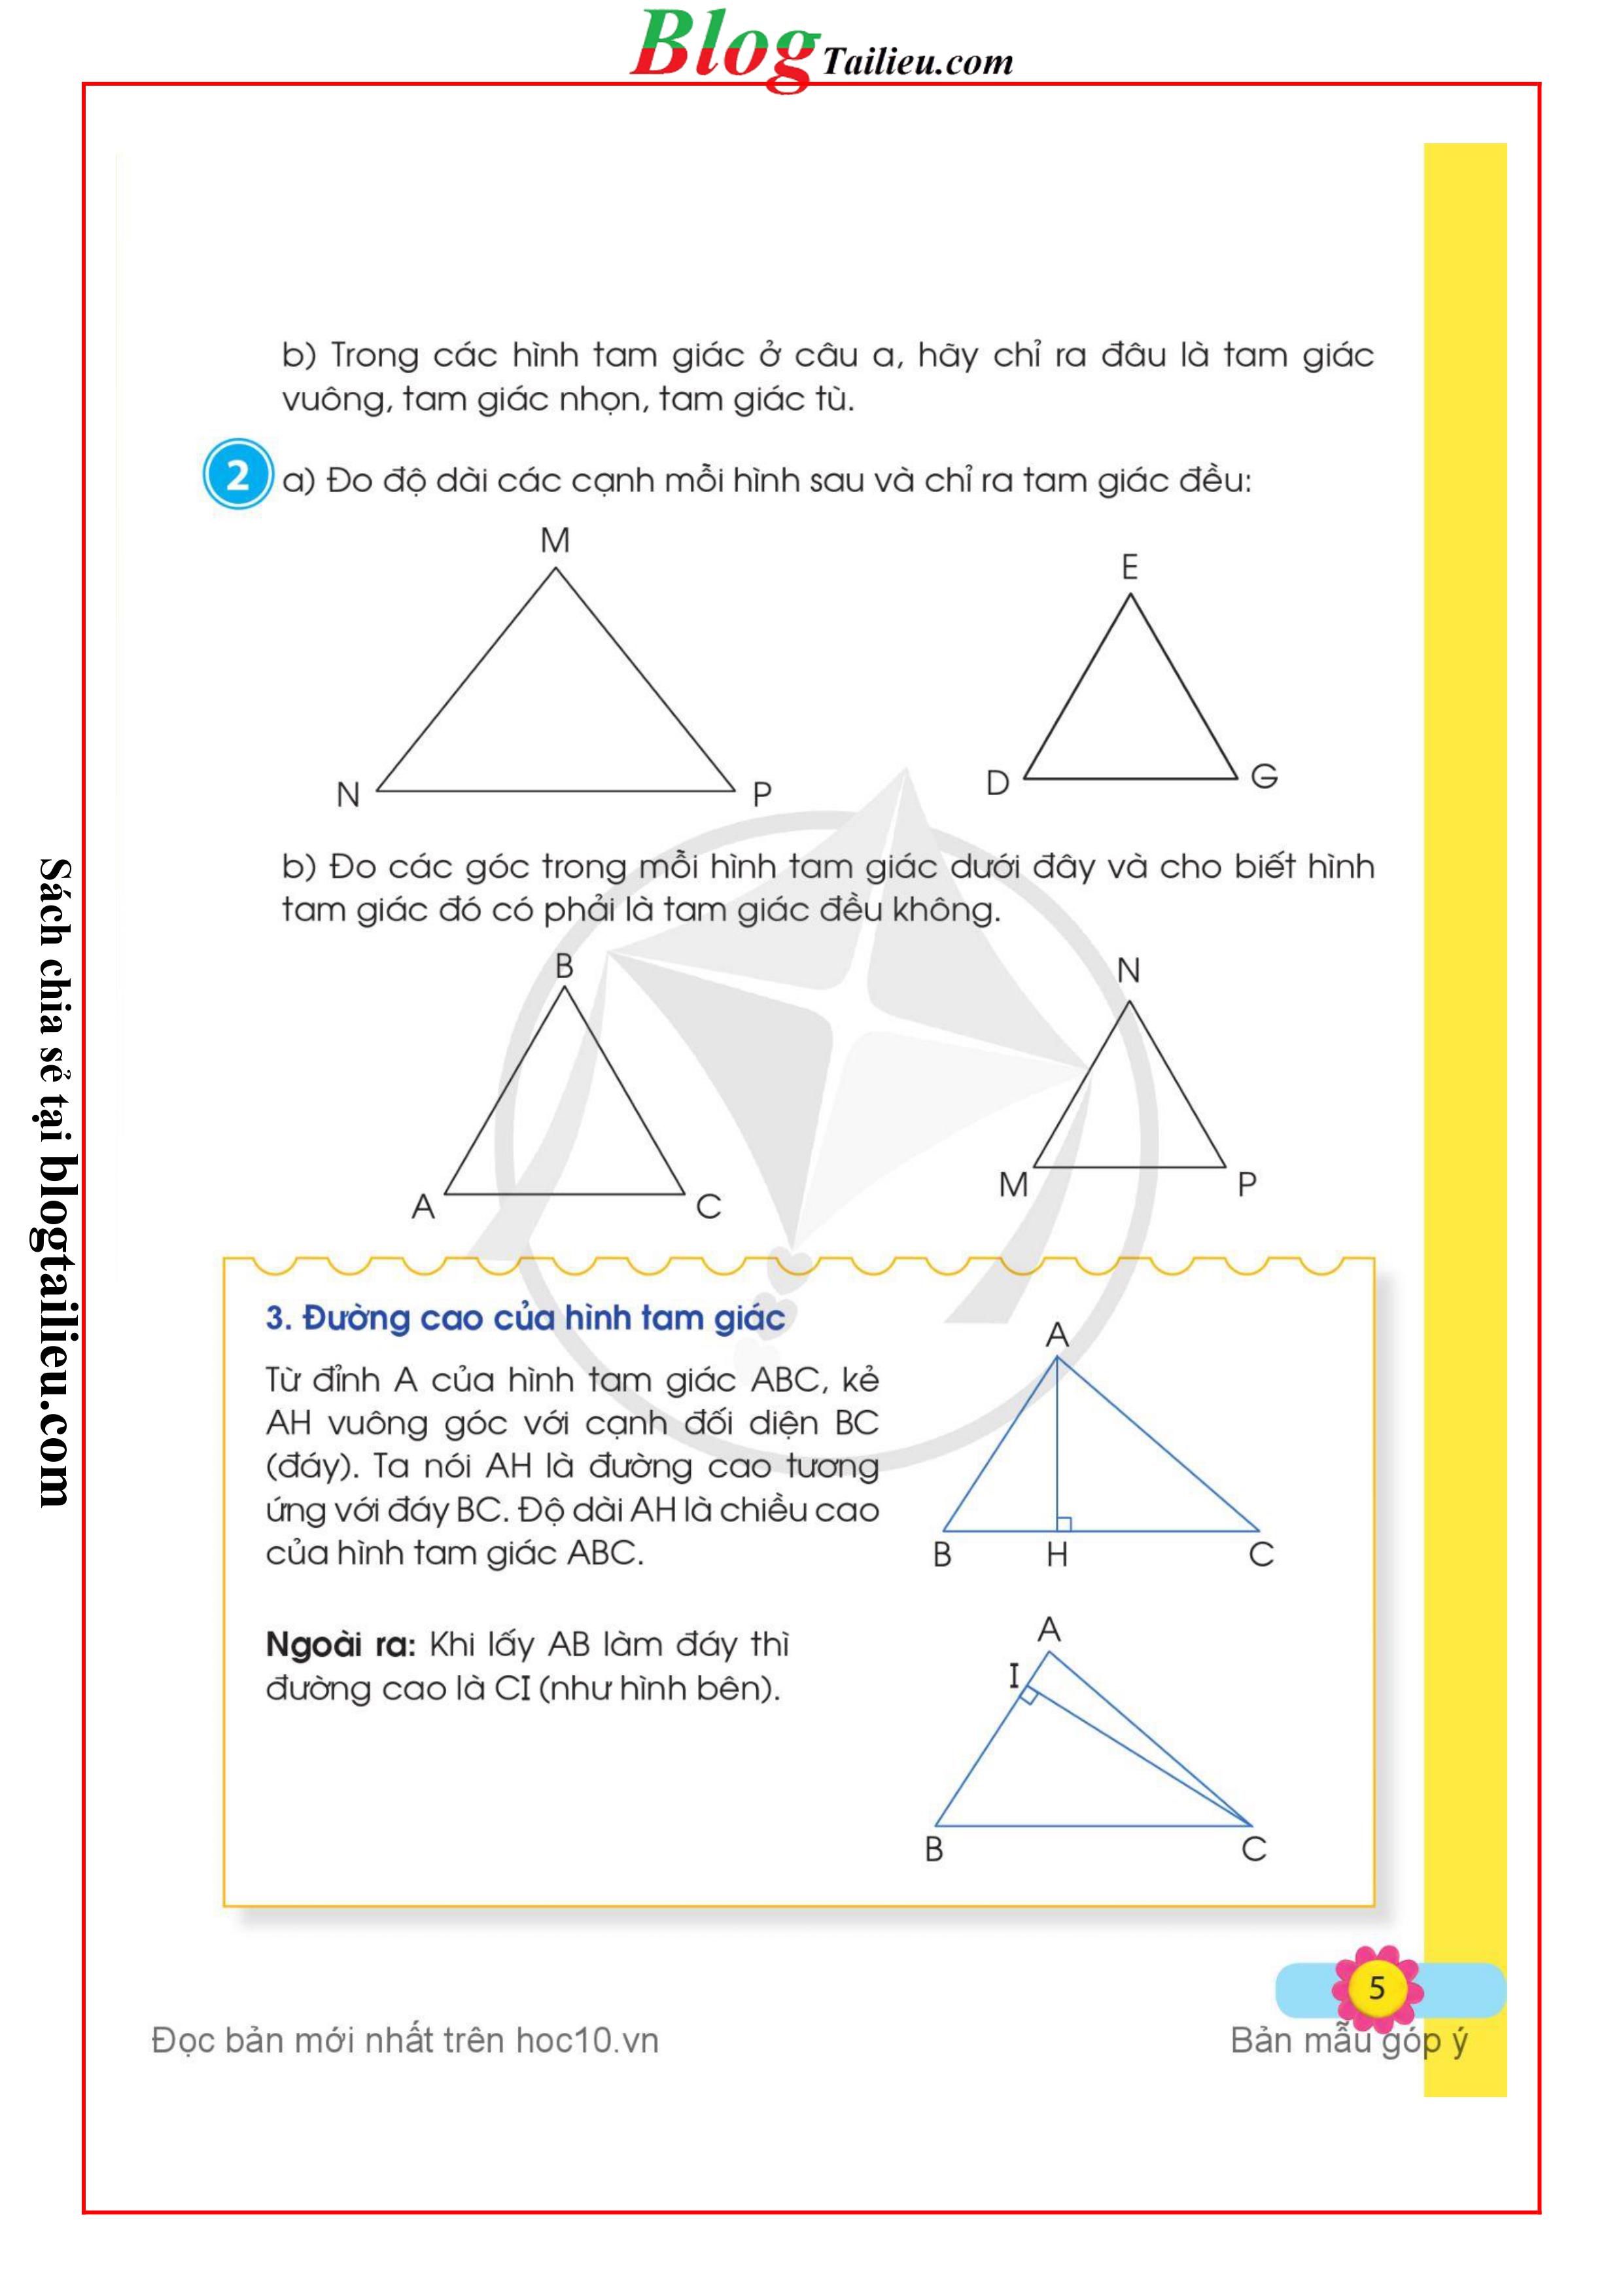 Blog Tailieu.com
b) Trong các hình tam giác ở câu a, hãy chỉ ra đâu là tam giác
vuông, tam giác nhọn, tam giác tù.
2 a) Đo độ dài các cạnh mỗi hình sau và chỉ ra tam giác đều:
M
E
N
P
D
G
b) Đo các góc trong mỗi hình tam giác dưới đây và cho biết hình
tam giác đó có phải là tam giác đều không.
B
N
A
C
M
P
Sách chia sẻ tại blogtailieu.com
3. Đường cao của hình tam giác
Từ đỉnh A của hình tam giác ABC, kẻ
AH vuông góc với cạnh đối diện BC
(đáy). Ta nói AH là đường cao tương
ứng với đáy BC. Độ dài AH là chiều cao
của hình tam giác ABC.
A
B
H
C
Ngoài ra: Khi lấy AB làm đáy thì
đường cao là CI (như hình bên).
A
I
B
C
5
Đọc bản mới nhất trên hoc10.vn
Bản mẫu góp ý